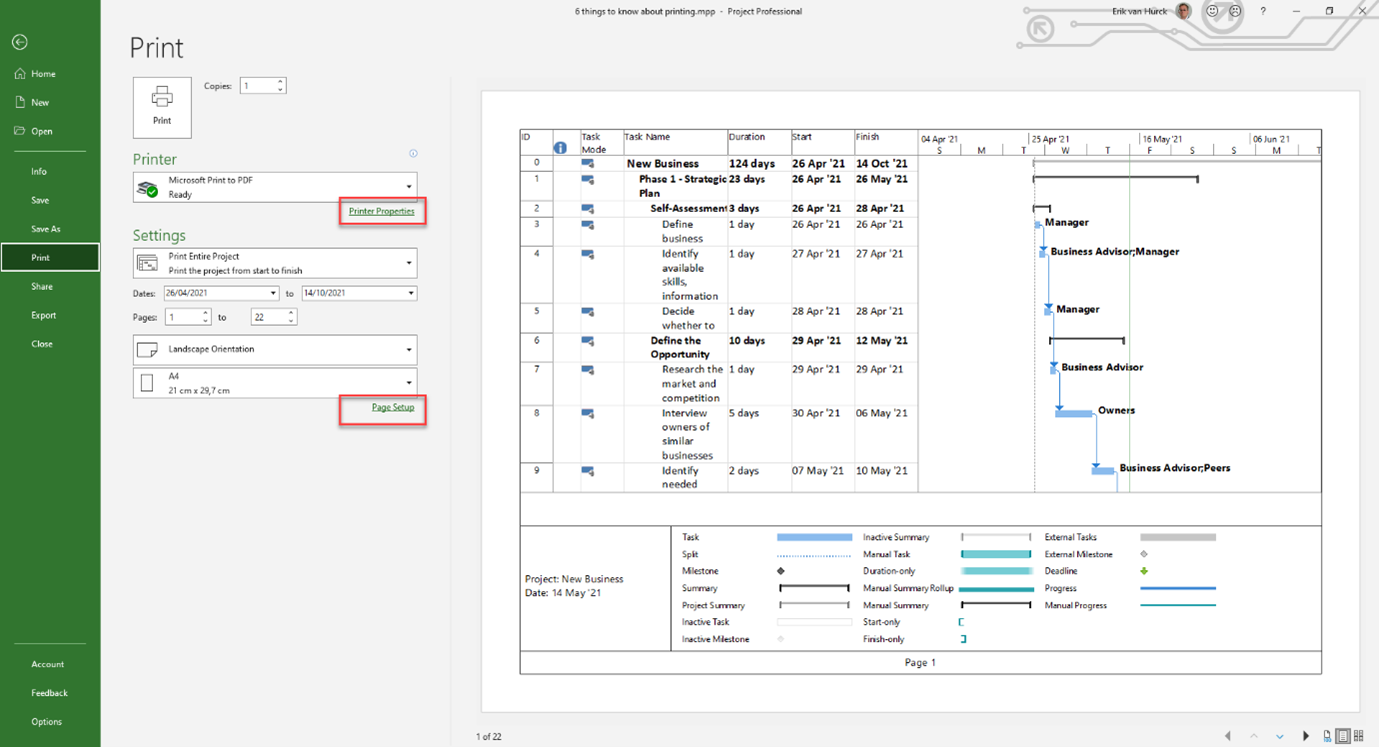 6 things to know about printing.mpp - Project Professional
Erik van Hürck
?
Home
New
Open
Info
Save
Save As
Print
Share
Export
Close
Account
Feedback
Options
Print
Print
Copies: 1
Printer
Microsoft Print to PDF
Ready
Printer Properties
Settings
Print Entire Project
Print the project from start to finish
Dates: 26/04/2021 to 14/10/2021
Pages: 1 to 22
Landscape Orientation
A4
21 cm x 29,7 cm
Page Setup
ID Task Mode Task Name Duration Start Finish
04 Apr '21 25 Apr '21 16 May '21 06 Jun '21
S M T W T F S S M T
0 New Business 124 days 26 Apr '21 14 Oct '21
1 Phase 1 - Strategic 23 days 26 Apr '21 26 May '21
Plan
2 Self-Assessment 3 days 26 Apr '21 28 Apr '21
3 Define 1 day 26 Apr '21 26 Apr '21 Manager
business
4 Identify 1 day 27 Apr '21 27 Apr '21 Business Advisor;Manager
available
skills,
information
5 Decide 1 day 28 Apr '21 28 Apr '21 Manager
whether to
6 Define the 10 days 29 Apr '21 12 May '21
Opportunity
7 Research the 1 day 29 Apr '21 29 Apr '21 Business Advisor
market and
competition
8 Interview 5 days 30 Apr '21 06 May '21 Owners
owners of
similar
businesses
9 Identify 2 days 07 May '21 10 May '21 Business Advisor;Peers
needed
Project: New Business
Date: 14 May '21
Task
Split
Milestone
Summary
Project Summary
Inactive Task
Inactive Milestone
Inactive Summary
Manual Task
Duration-only
Manual Summary Rollup
Manual Summary
Start-only
Finish-only
External Tasks
External Milestone
Deadline
Progress
Manual Progress
Page 1
1 of 22